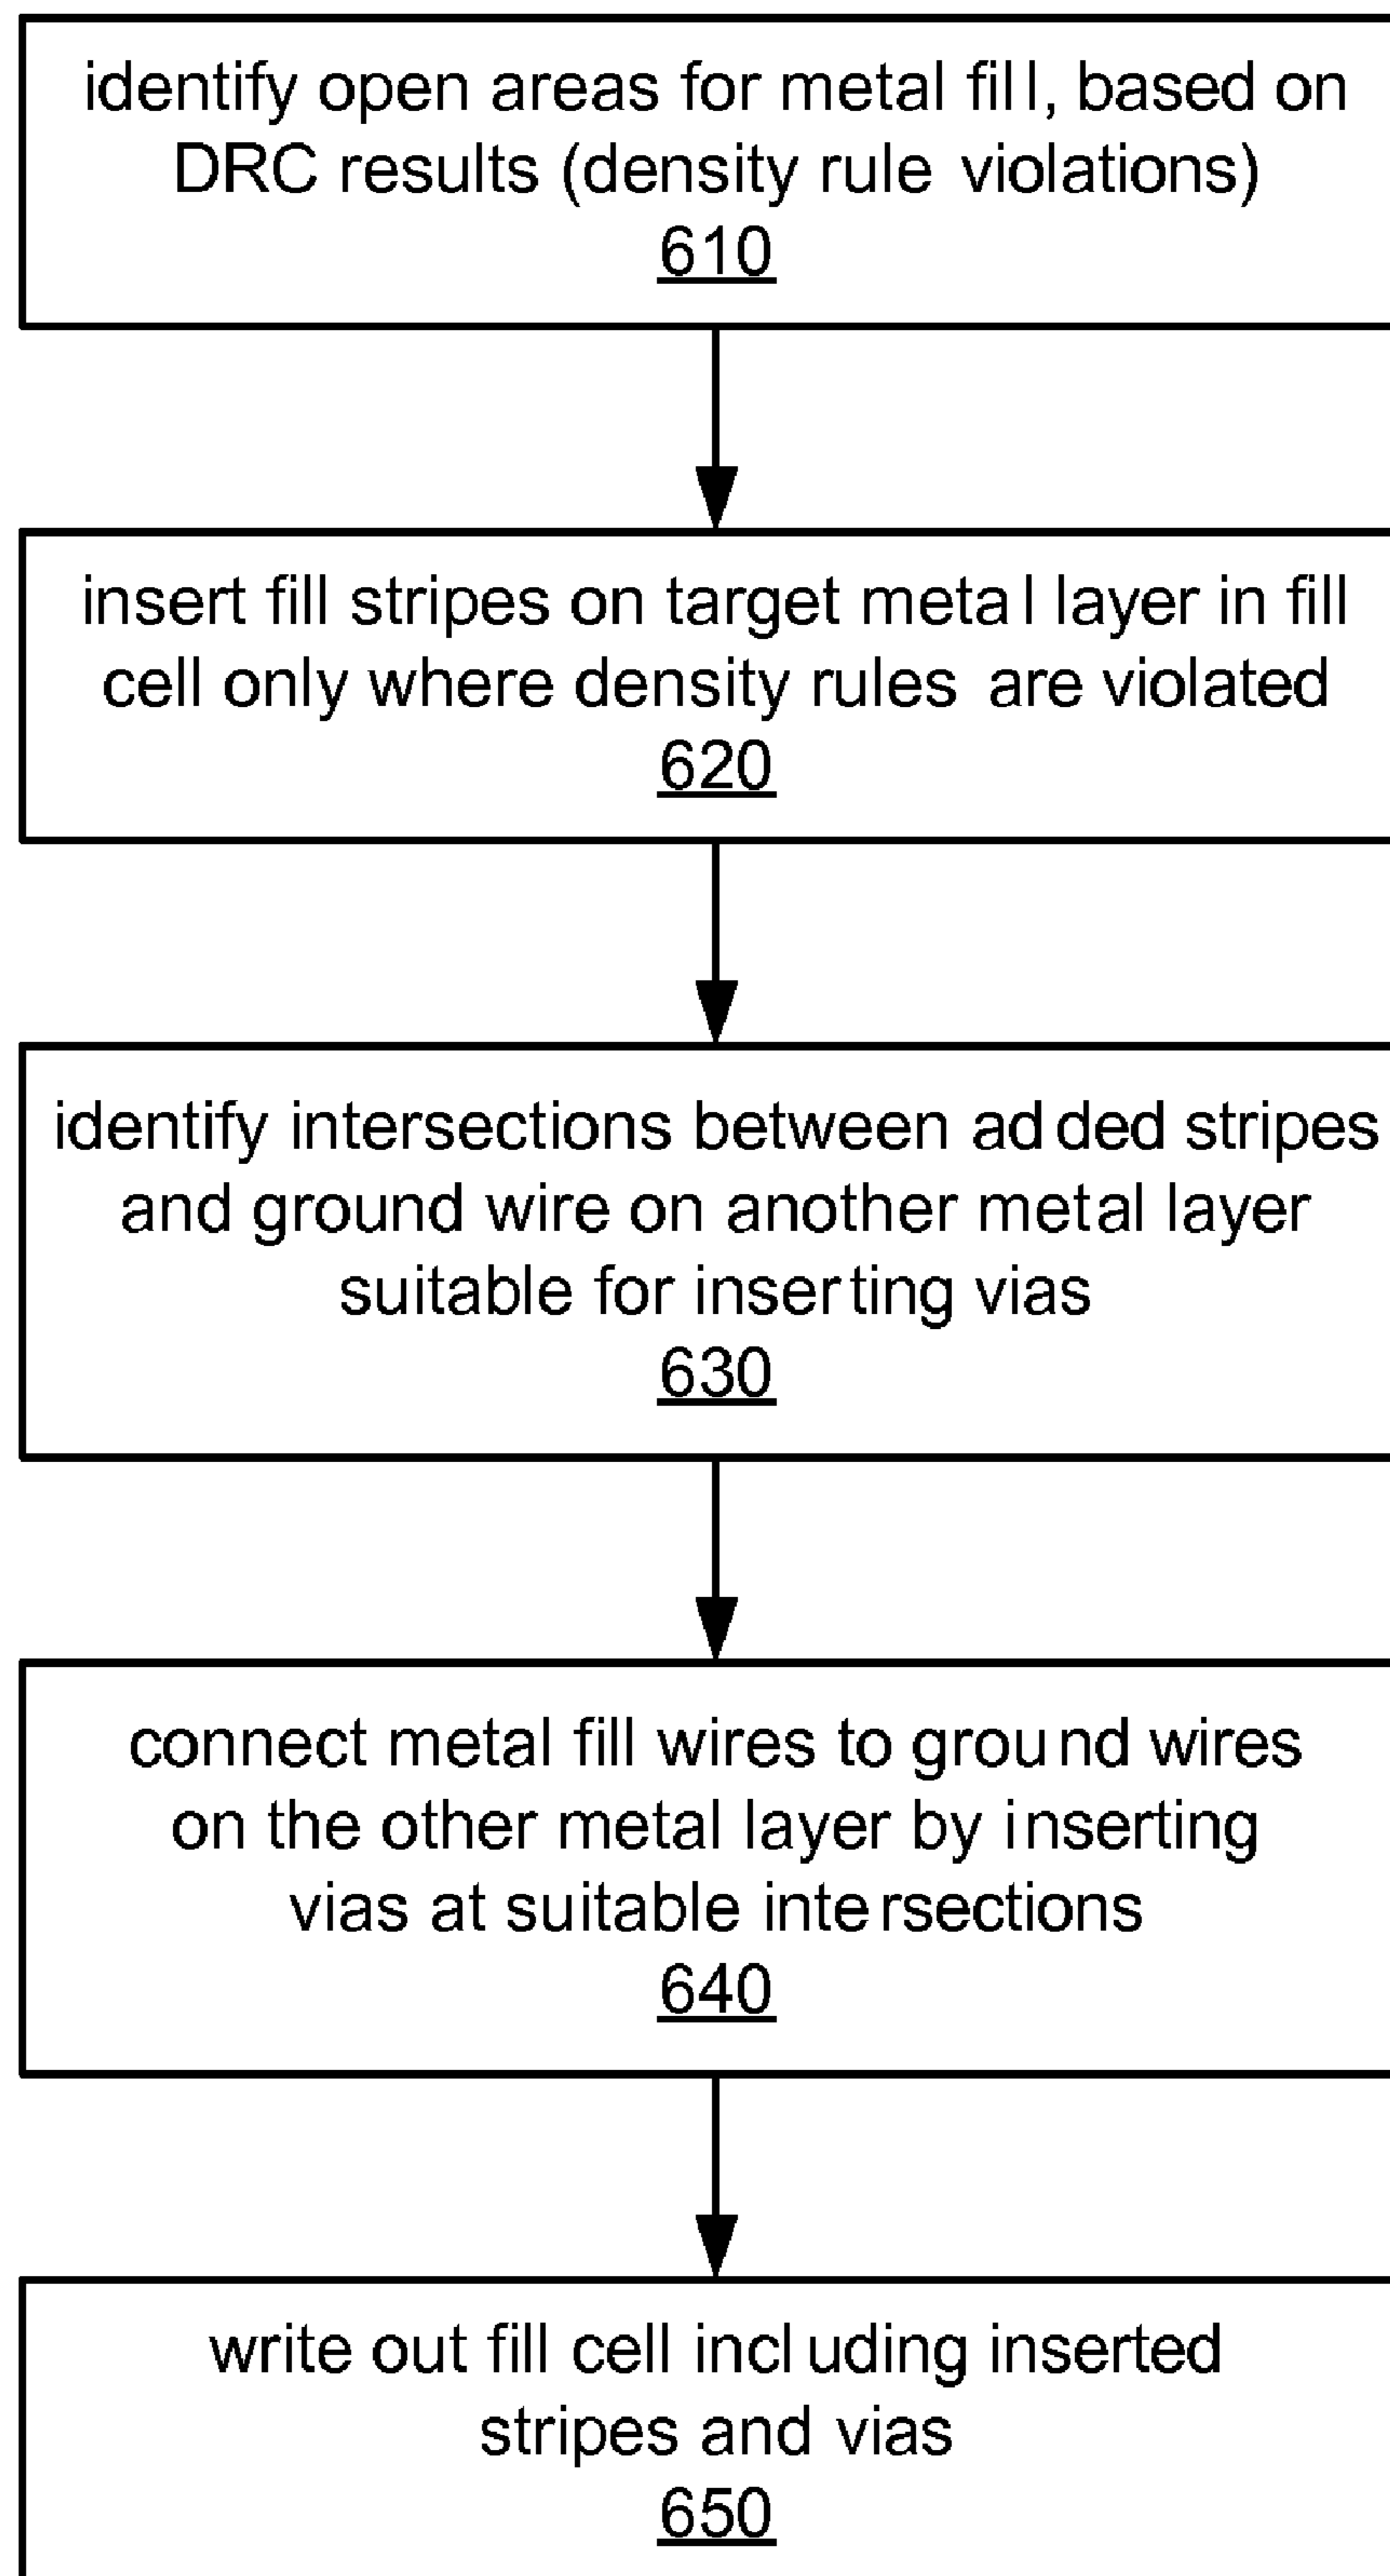 identify open areas for metal fill, based on
DRC results (density rule violations)
610
insert fill stripes on target metal layer in fill
cell only where density rules are violated
620
identify intersections between added stripes
and ground wire on another metal layer
suitable for inserting vias
630
connect metal fill wires to ground wires
on the other metal layer by inserting
vias at suitable intersections
640
write out fill cell including inserted
stripes and vias
650